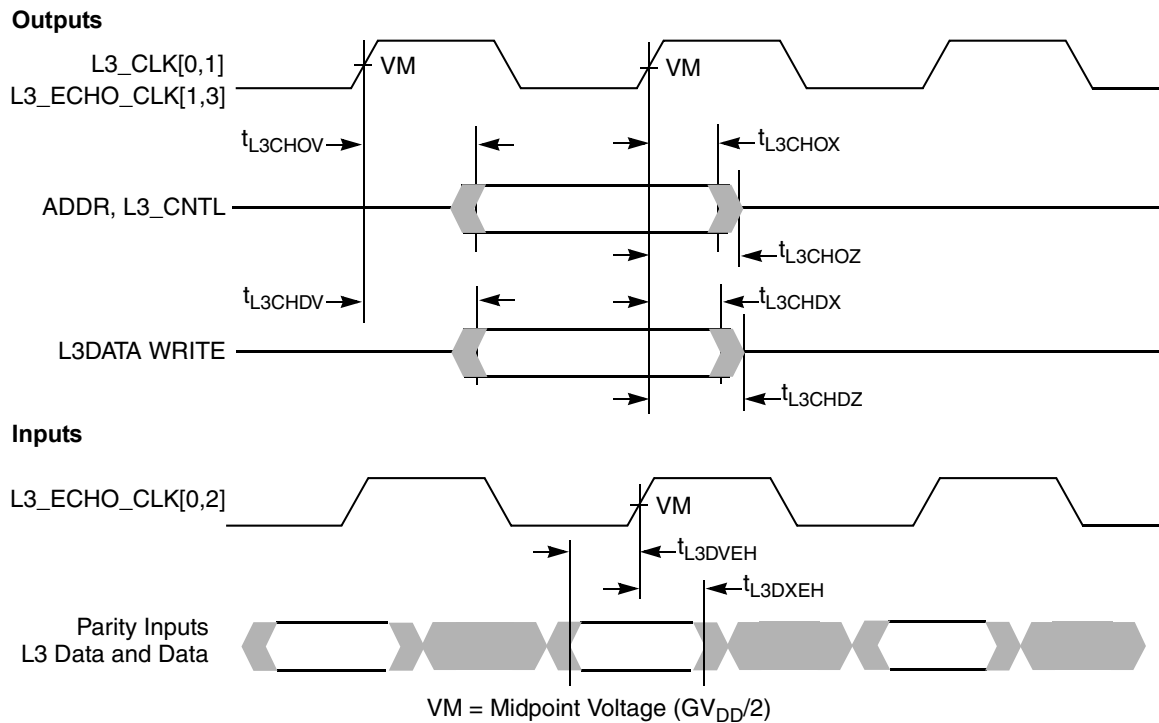 Outputs
L3_CLK[0,1]
VM
VM
L3_ECHO_CLK[1,3]
tL3CHOV
tL3CHOX
ADDR, L3_CNTL
tL3CHOZ
tL3CHDV
tL3CHDX
L3DATA WRITE
tL3CHDZ
Inputs
L3_ECHO_CLK[0,2]
VM
tL3DVEH
tL3DXEH
Parity Inputs
L3 Data and Data
VM = Midpoint Voltage (GVDD/2)